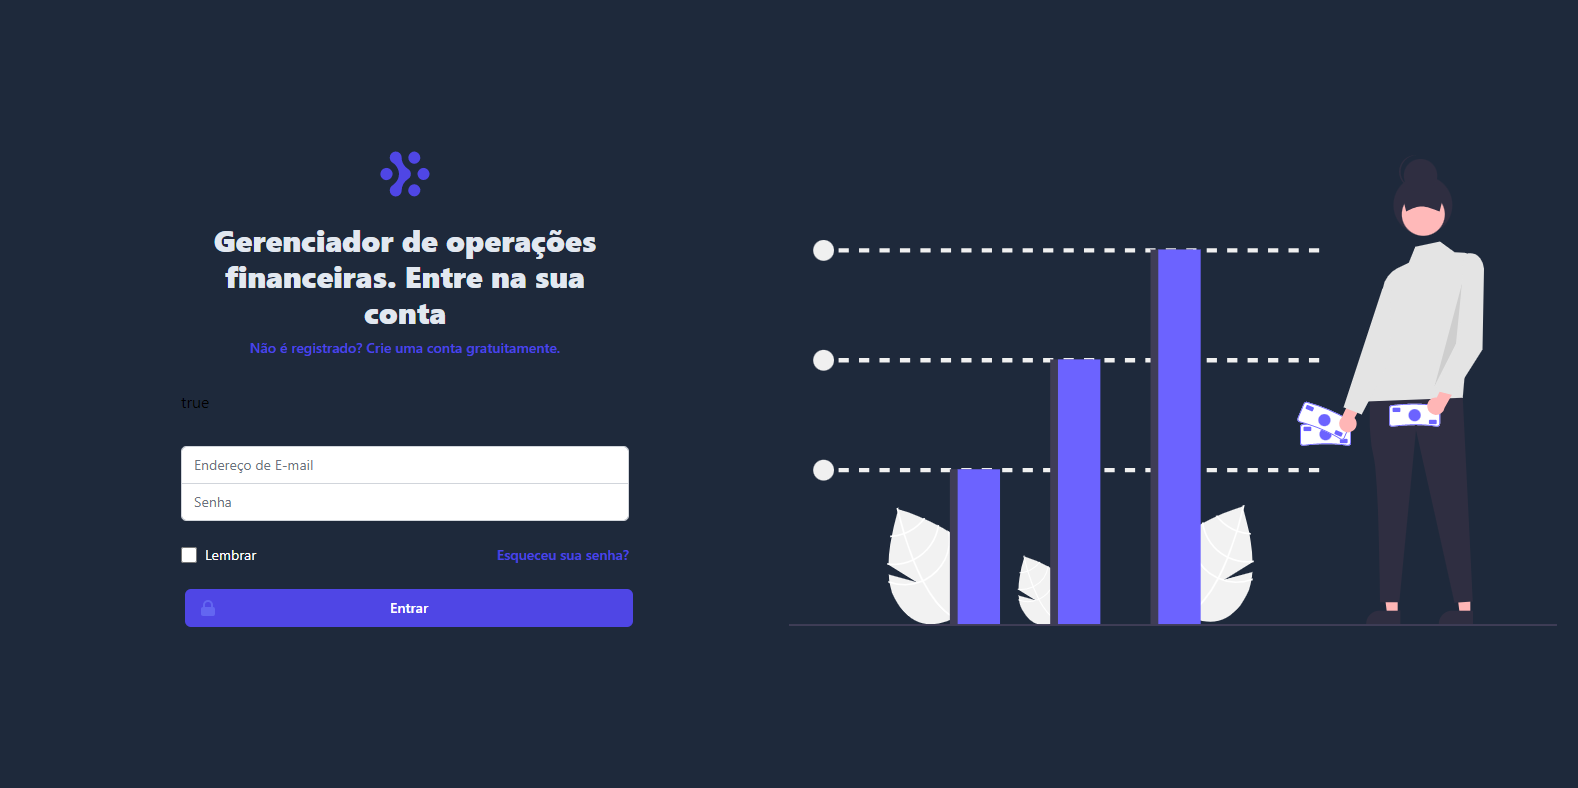 Gerenciador de operações
financeiras. Entre na sua
conta
Não é registrado? Crie uma conta gratuitamente.
true
Endereço de E-mail
Senha
Lembrar
Esqueceu sua senha?
Entrar